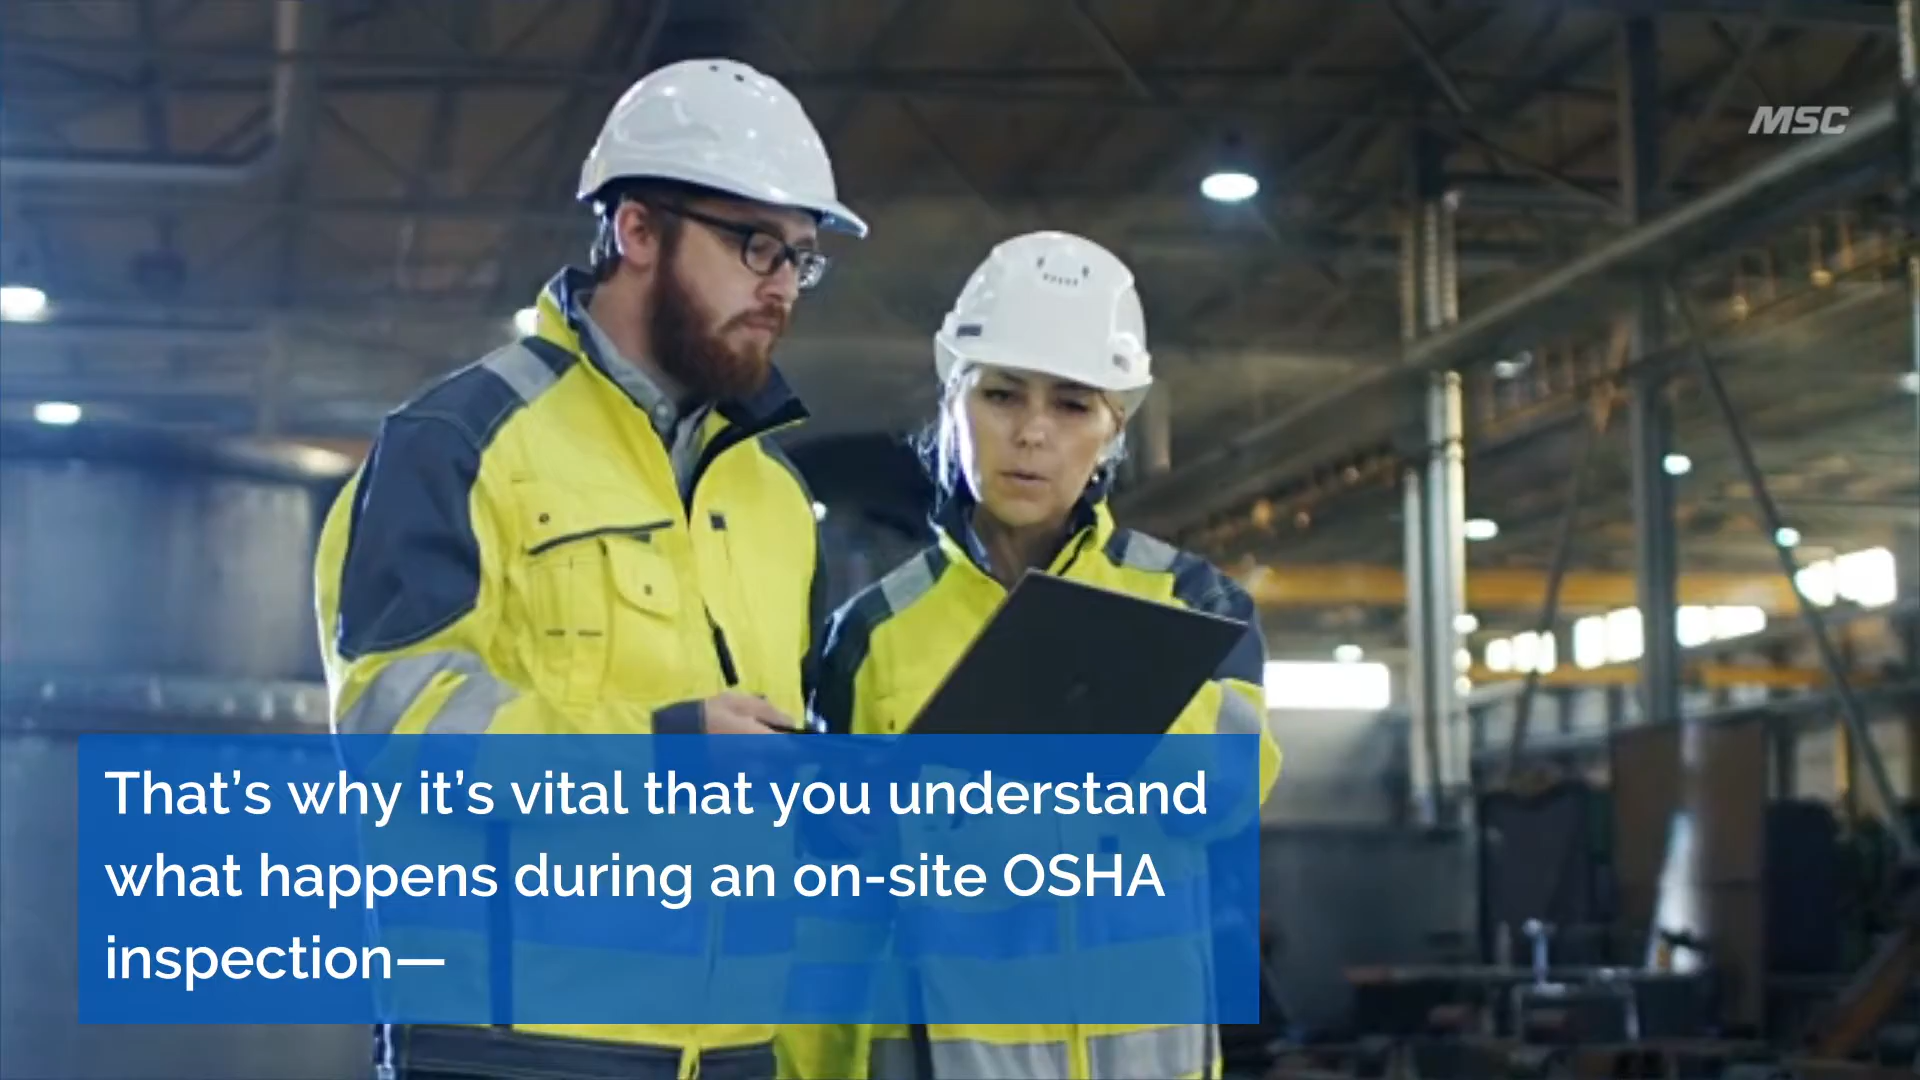 MSC
That’s why it’s vital that you understand
what happens during an on-site OSHA
inspection—